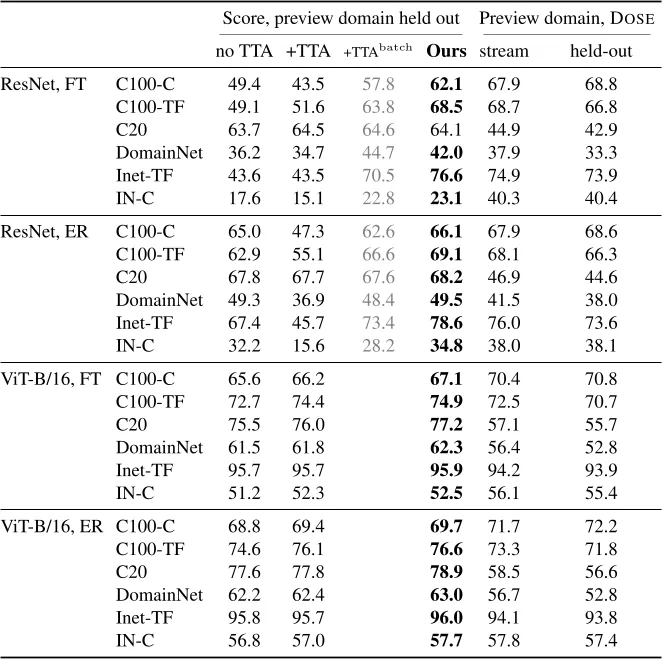 Score, preview domain held out Preview domain, DOSE
no TTA +TTA +TTAbatch Ours stream held-out
ResNet, FT C100-C 49.4 43.5 57.8 62.1 67.9 68.8
C100-TF 49.1 51.6 63.8 68.5 68.7 66.8
C20 63.7 64.5 64.6 64.1 44.9 42.9
DomainNet 36.2 34.7 44.7 42.0 37.9 33.3
Inet-TF 43.6 43.5 70.5 76.6 74.9 73.9
IN-C 17.6 15.1 22.8 23.1 40.3 40.4
ResNet, ER C100-C 65.0 47.3 62.6 66.1 67.9 68.6
C100-TF 62.9 55.1 66.6 69.1 68.1 66.3
C20 67.8 67.7 67.6 68.2 46.9 44.6
DomainNet 49.3 36.9 48.4 49.5 41.5 38.0
Inet-TF 67.4 45.7 73.4 78.6 76.0 73.6
IN-C 32.2 15.6 28.2 34.8 38.0 38.1
ViT-B/16, FT C100-C 65.6 66.2 67.1 70.4 70.8
C100-TF 72.7 74.4 74.9 72.5 70.7
C20 75.5 76.0 77.2 57.1 55.7
DomainNet 61.5 61.8 62.3 56.4 52.8
Inet-TF 95.7 95.7 95.9 94.2 93.9
IN-C 51.2 52.3 52.5 56.1 55.4
ViT-B/16, ER C100-C 68.8 69.4 69.7 71.7 72.2
C100-TF 74.6 76.1 76.6 73.3 71.8
C20 77.6 77.8 78.9 58.5 56.6
DomainNet 62.2 62.4 63.0 56.7 52.8
Inet-TF 95.8 95.7 96.0 94.1 93.8
IN-C 56.8 57.0 57.7 57.8 57.4